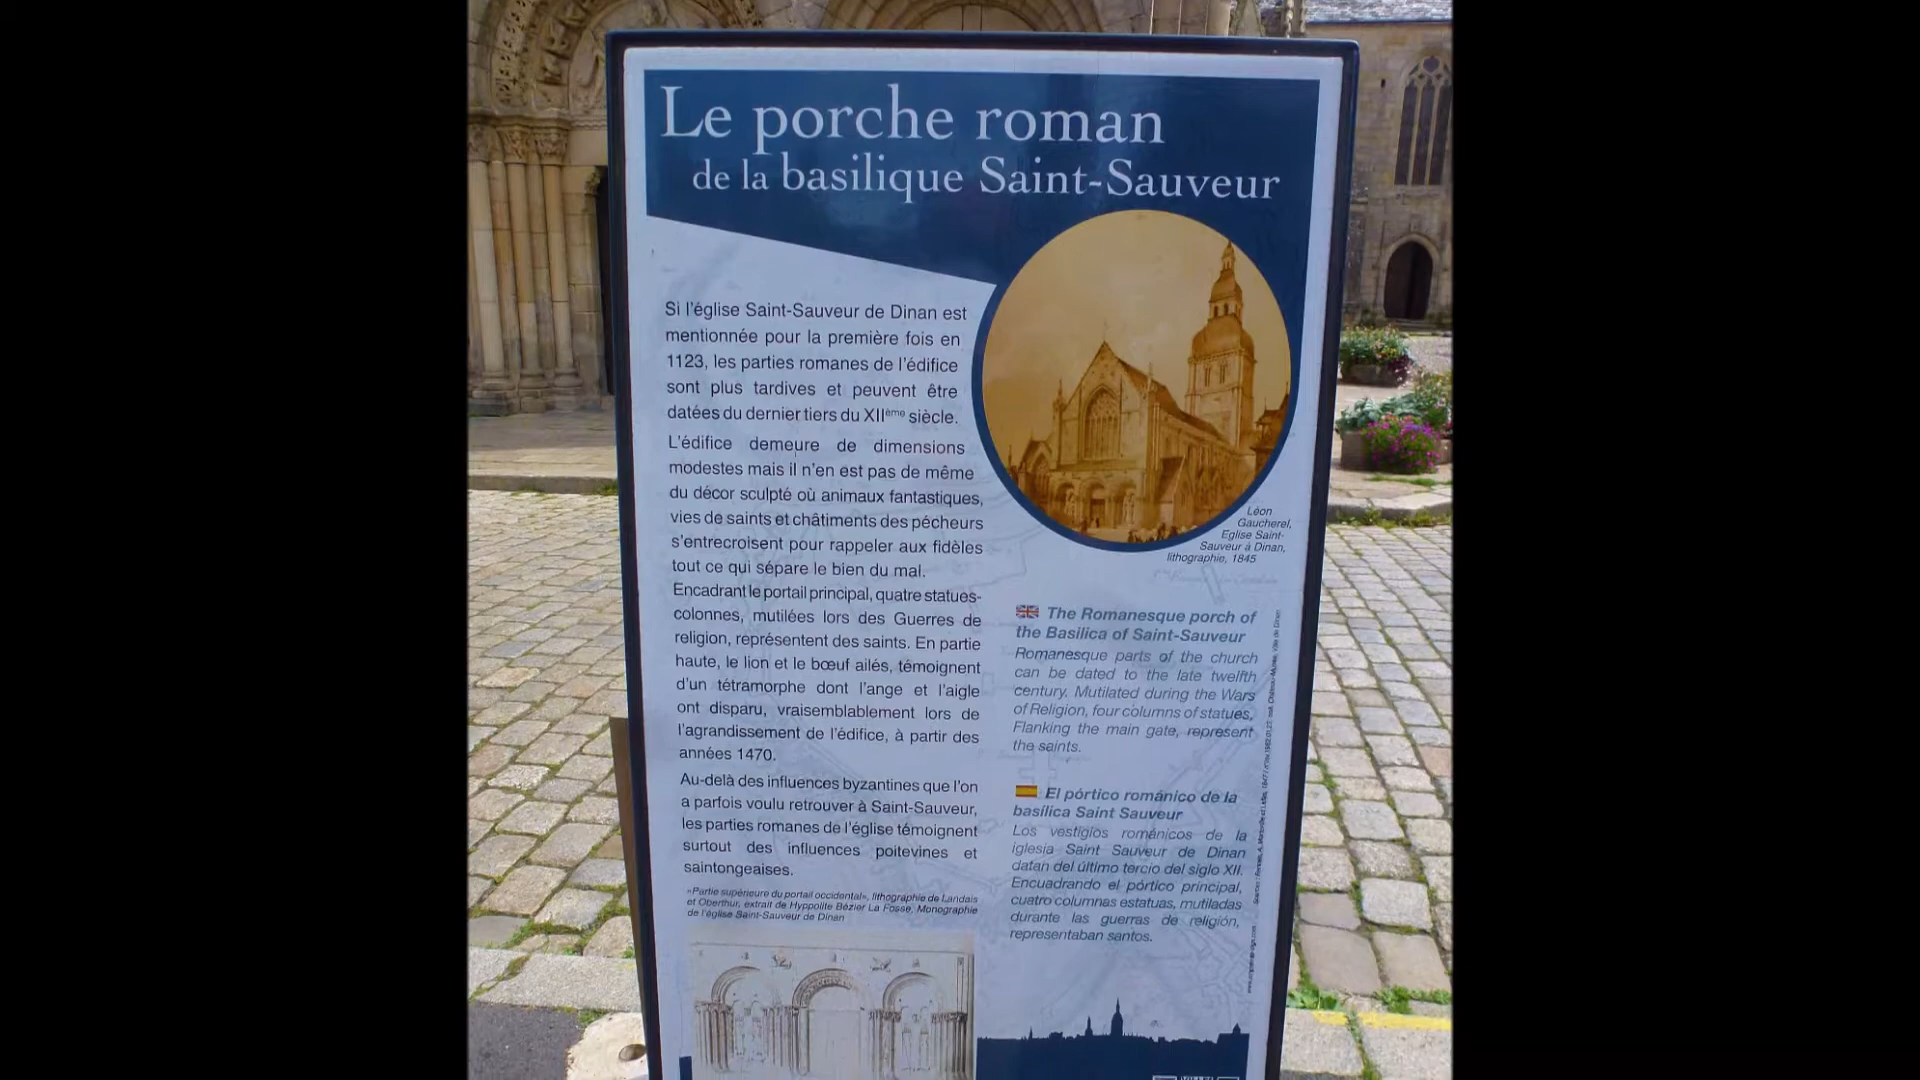 Le porche roman
de la basilique Saint-Sauveur
Si l'église Saint-Sauveur de Dinan est
mentionnée pour la première fois en
1123, les parties romanes de l'édifice
sont plus tardives et peuvent être
datées du dernier tiers du XIIème siècle.
L'édifice demeure de dimensions
modestes mais il n'en est pas de même
du décor sculpté où animaux fantastiques,
vies de saints et châtiments des pécheurs
s'entrecroisent pour rappeler aux fidèles
tout ce qui sépare le bien du mal.
Encadrant le portail principal, quatre statues-
colonnes, mutilées lors des Guerres de
religion, représentent des saints. En partie
haute, le lion et le bœuf ailés, témoignent
d'un tétramorphe dont l'ange et l'aigle
ont disparu, vraisemblablement lors de
l'agrandissement de l'édifice, à partir des
années 1470.
Au-delà des influences byzantines que l'on
a parfois voulu retrouver à Saint-Sauveur,
les parties romanes de l'église témoignent
surtout des influences poitevines et
saintongeaises.
«Partie supérieure du portail occidental», lithographie de Landais
et Oberthur, extrait de Hyppolite Bézier La Fosse, Monographie
de l'église Saint-Sauveur de Dinan
Léon
Gaucherel,
Eglise Saint-
Sauveur à Dinan,
lithographie, 1845
The Romanesque porch of
the Basilica of Saint-Sauveur
Romanesque parts of the church
can be dated to the late twelfth
century. Mutilated during the Wars
of Religion, four columns of statues,
Flanking the main gate, represent
the saints.
El pórtico románico de la
basílica Saint Sauveur
Los vestigios románicos de la
iglesia Saint Sauveur de Dinan
datan del último tercio del siglo XII.
Encuadrando el pórtico principal,
cuatro columnas estatuas, mutiladas
durante las guerras de religión,
representaban santos.